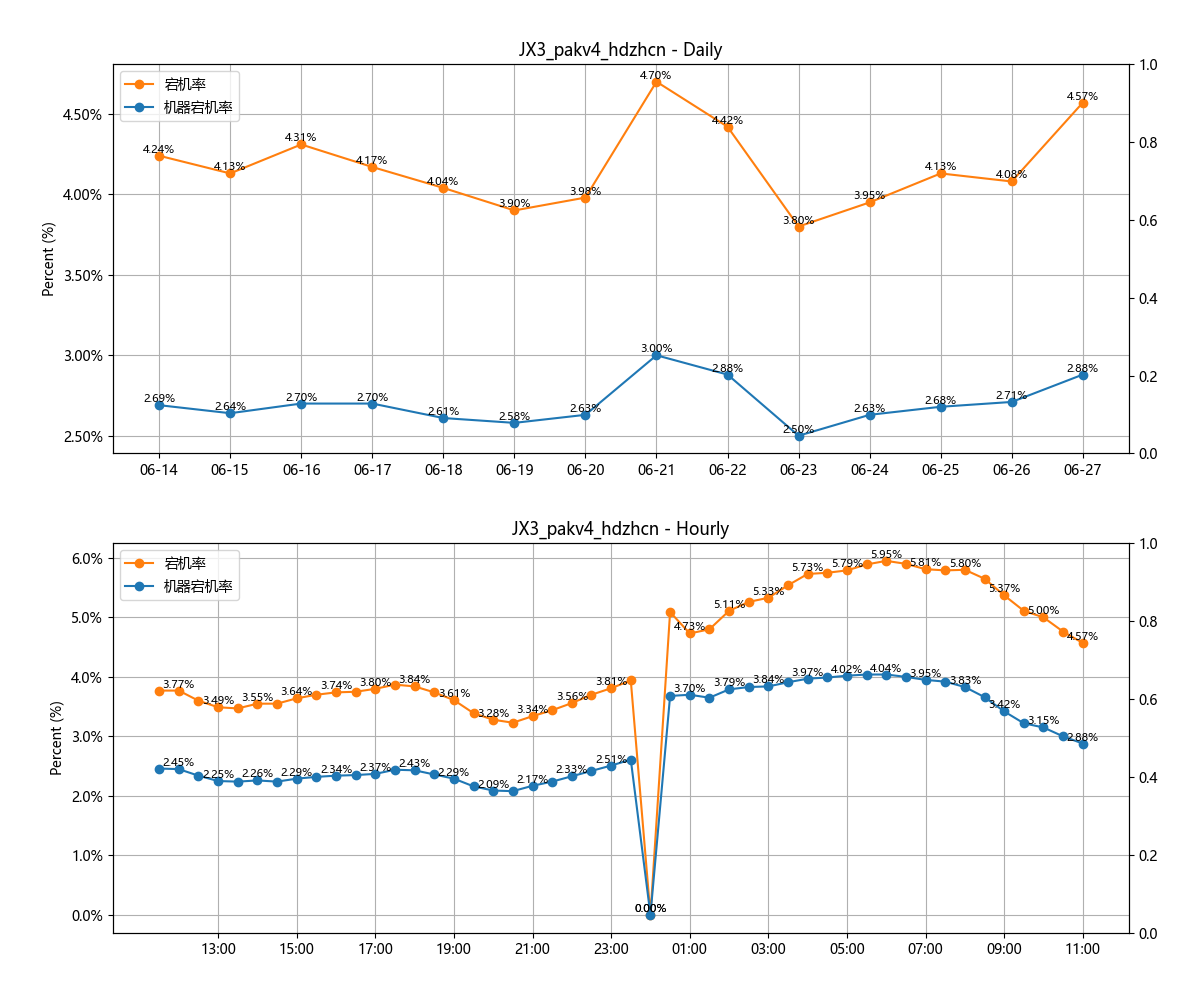 JX3_pakv4_hdzhcn - Daily
宕机率
机器宕机率
Percent (%)
4.50%
4.00%
3.50%
3.00%
2.50%
1.0
0.8
0.6
0.4
0.2
0.0
4.24% 4.13% 4.31% 4.17% 4.04% 3.90% 3.98% 4.70% 4.42% 3.80% 3.95% 4.13% 4.08% 4.57%
2.69% 2.64% 2.70% 2.70% 2.61% 2.58% 2.63% 3.00% 2.88% 2.50% 2.63% 2.68% 2.71% 2.88%
06-14 06-15 06-16 06-17 06-18 06-19 06-20 06-21 06-22 06-23 06-24 06-25 06-26 06-27
JX3_pakv4_hdzhcn - Hourly
宕机率
机器宕机率
Percent (%)
6.0%
5.0%
4.0%
3.0%
2.0%
1.0%
0.0%
1.0
0.8
0.6
0.4
0.2
0.0
3.77% 3.49% 3.55% 3.64% 3.74% 3.80% 3.84% 3.61% 3.28% 3.34% 3.56% 3.81% 0.00% 4.73% 5.11% 5.33% 5.73% 5.79% 5.95% 5.81% 5.80% 5.37% 5.00% 4.57%
2.45% 2.25% 2.26% 2.29% 2.34% 2.37% 2.43% 2.29% 2.09% 2.17% 2.33% 2.51% 0.00% 3.70% 3.79% 3.84% 3.97% 4.02% 4.04% 3.95% 3.83% 3.42% 3.15% 2.88%
13:00 15:00 17:00 19:00 21:00 23:00 01:00 03:00 05:00 07:00 09:00 11:00